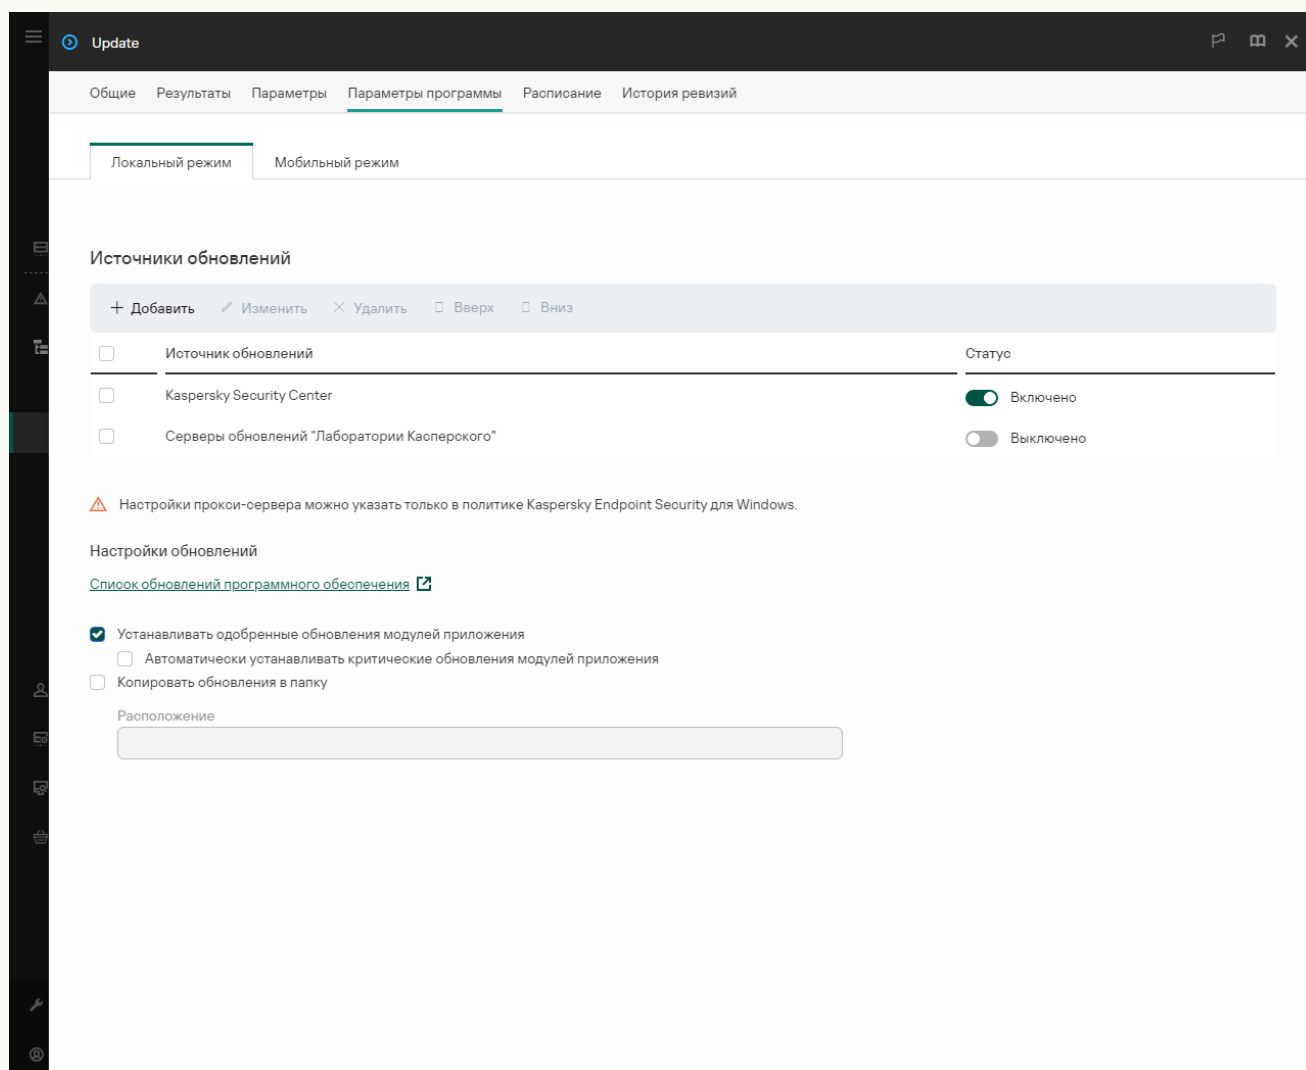 Update
Общие Результаты Параметры Параметры программы Расписание История ревизий
Локальный режим Мобильный режим
Источники обновлений
Добавить Изменить Удалить Вверх Вниз
Источник обновлений Статус
Kaspersky Security Center Включено
Серверы обновлений "Лаборатории Касперского" Выключено
Настройки прокси-сервера можно указать только в политике Kaspersky Endpoint Security для Windows.
Настройки обновлений
Список обновлений программного обеспечения
Устанавливать одобренные обновления модулей приложения
Автоматически устанавливать критические обновления модулей приложения
Копировать обновления в папку
Расположение